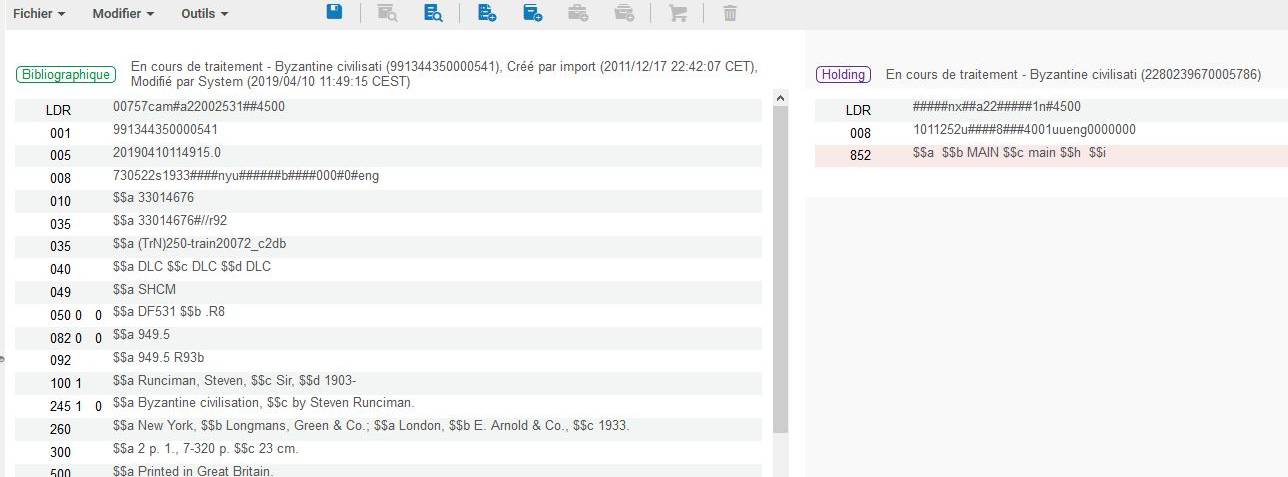 Fichier Modifier Outils
Bibliographique En cours de traitement - Byzantine civilisati (991344350000541), Créé par import (2011/12/17 22:42:07 CET),
Modifié par System (2019/04/10 11:49:15 CEST)
LDR 00757cam#a22002531##4500
001 991344350000541
005 20190410114915.0
008 730522s1933####nyu######b####000#0#eng
010 $$a 33014676
035 $$a 33014676#//r92
035 $$a (TrN)250-train20072_c2db
040 $$a DLC $$c DLC $$d DLC
049 $$a SHCM
050 0 0 $$a DF531 $$b .R8
082 0 0 $$a 949.5
092 $$a 949.5 R93b
100 1 $$a Runciman, Steven, $$c Sir, $$d 1903-
245 1 0 $$a Byzantine civilisation, $$c by Steven Runciman.
260 $$a New York, $$b Longmans, Green & Co.; $$a London, $$b E. Arnold & Co., $$c 1933.
300 $$a 2 p. 1., 7-320 p. $$c 23 cm.
500 $$a Printed in Great Britain.
Holding En cours de traitement - Byzantine civilisati (2280239670005786)
LDR #####nx##a22#####1n#4500
008 1011252u####8###4001uueng0000000
852 $$a $$b MAIN $$c main $$h $$i